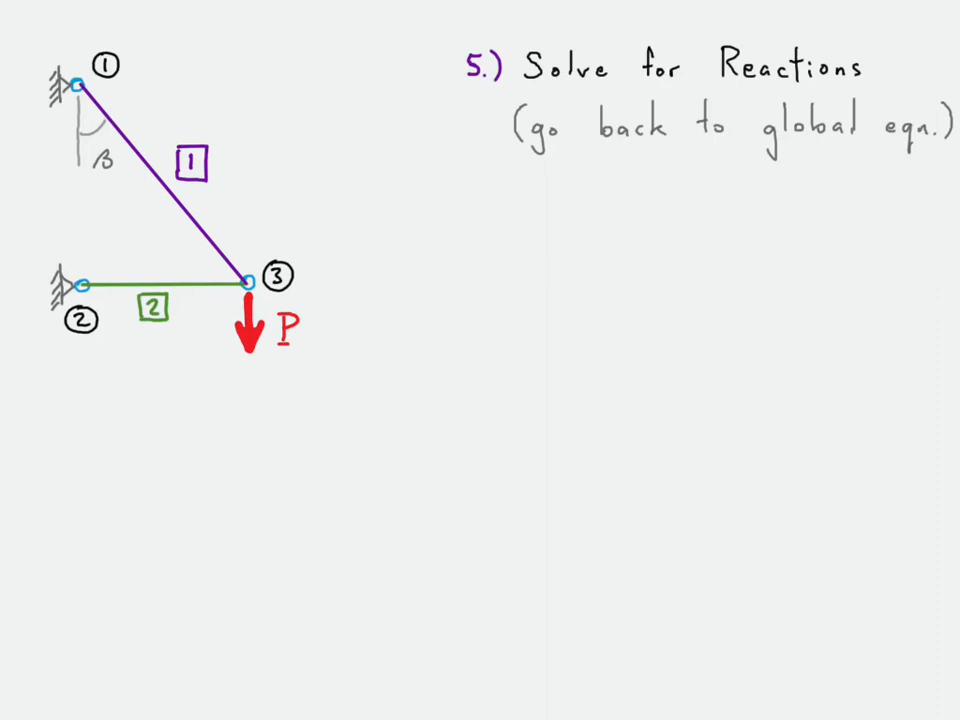 ①
5.) Solve for Reactions
(go back to global eqn.)
β
1
③
2
②
P